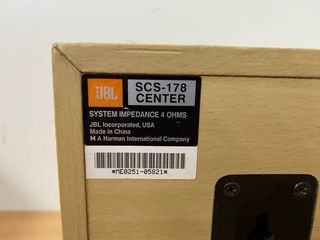 JBL
SCS-178
CENTER
SYSTEM IMPEDANCE 4 OHMS
JBL Incorporated, USA
Made in China
H A Harman International Company
*ME0251-05821*